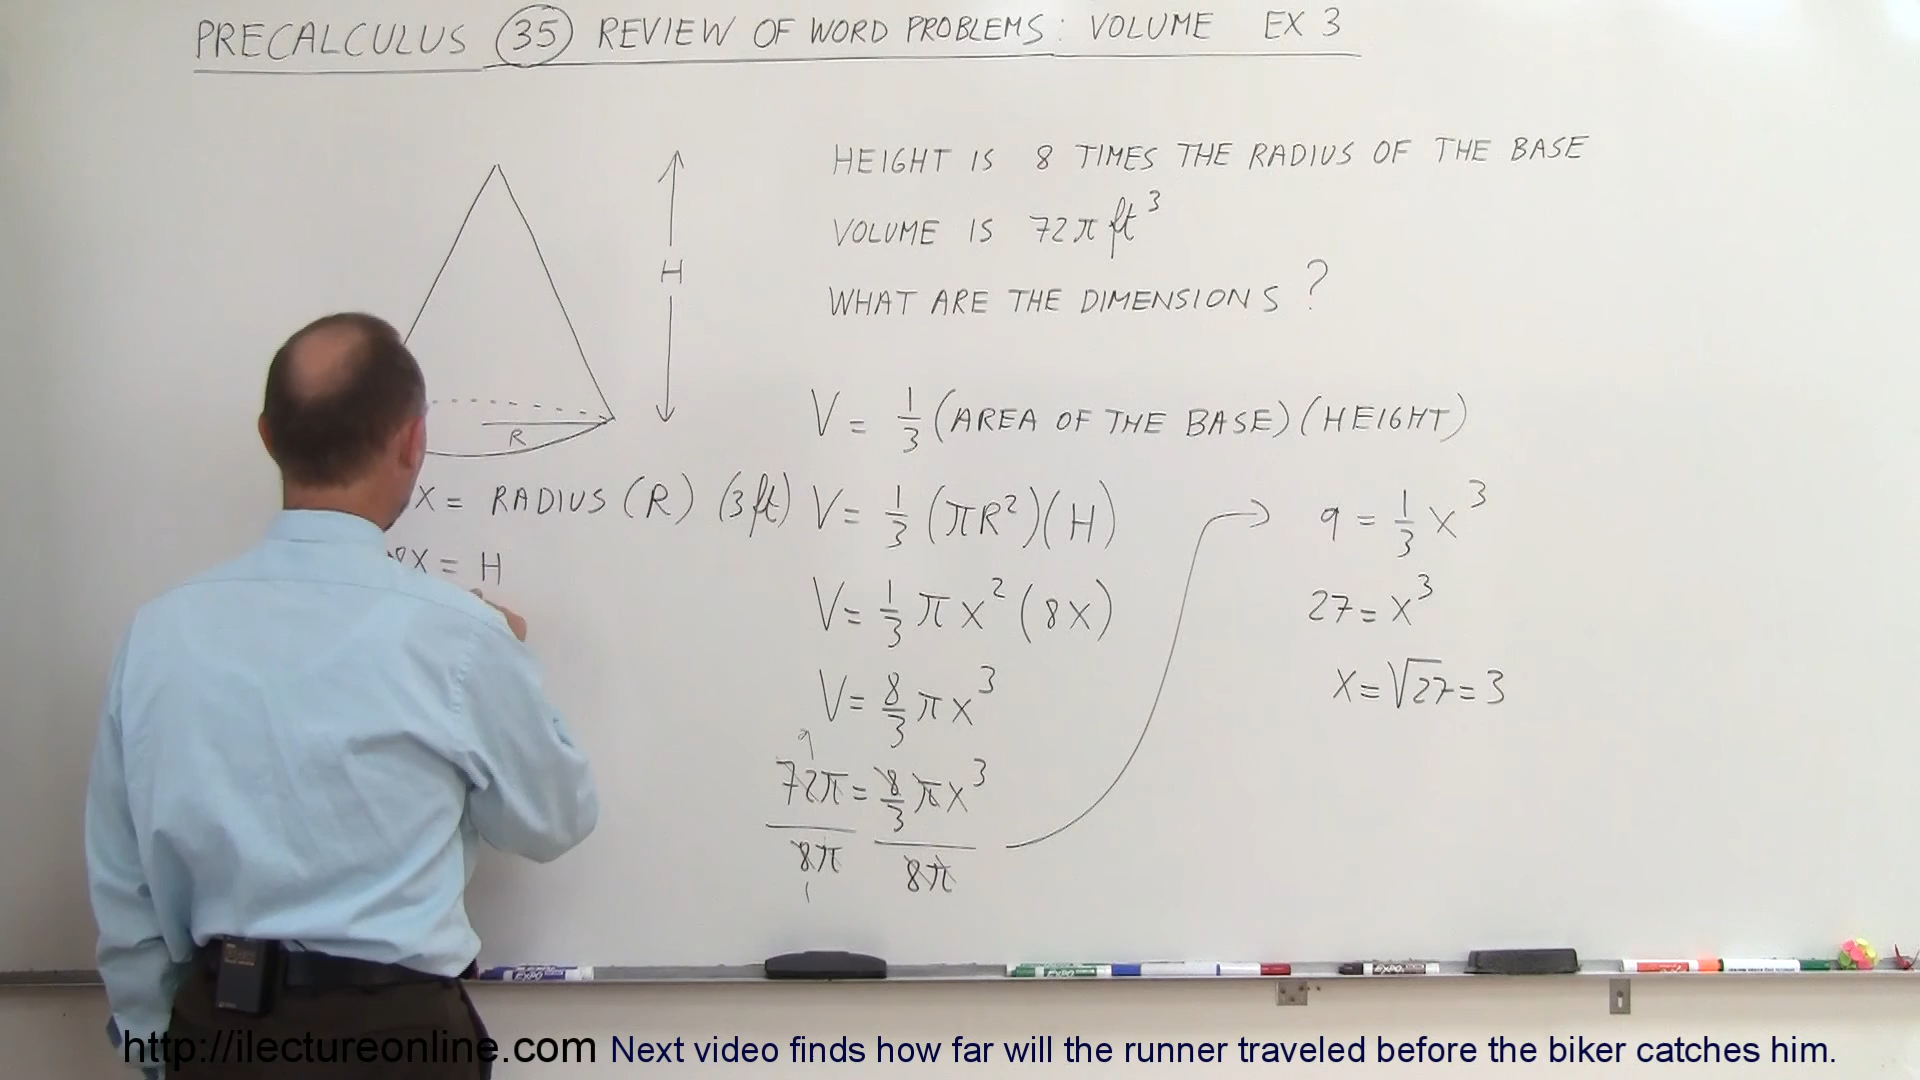 PRECALCULUS 35 REVIEW OF WORD PROBLEMS: VOLUME EX 3
HEIGHT IS 8 TIMES THE RADIUS OF THE BASE
VOLUME IS 72π ft³
WHAT ARE THE DIMENSIONS?
H
R
X = RADIUS (R) (3ft)
8X = H
V = 1/3 (AREA OF THE BASE)(HEIGHT)
V = 1/3 (πR²)(H)
V = 1/3 π X² (8X)
V = 8/3 π X³
9
72π = 8/3 π X³
8π 8π
1
9 = 1/3 X³
27 = X³
X = √27 = 3
http://ilectureonline.com Next video finds how far will the runner traveled before the biker catches him.